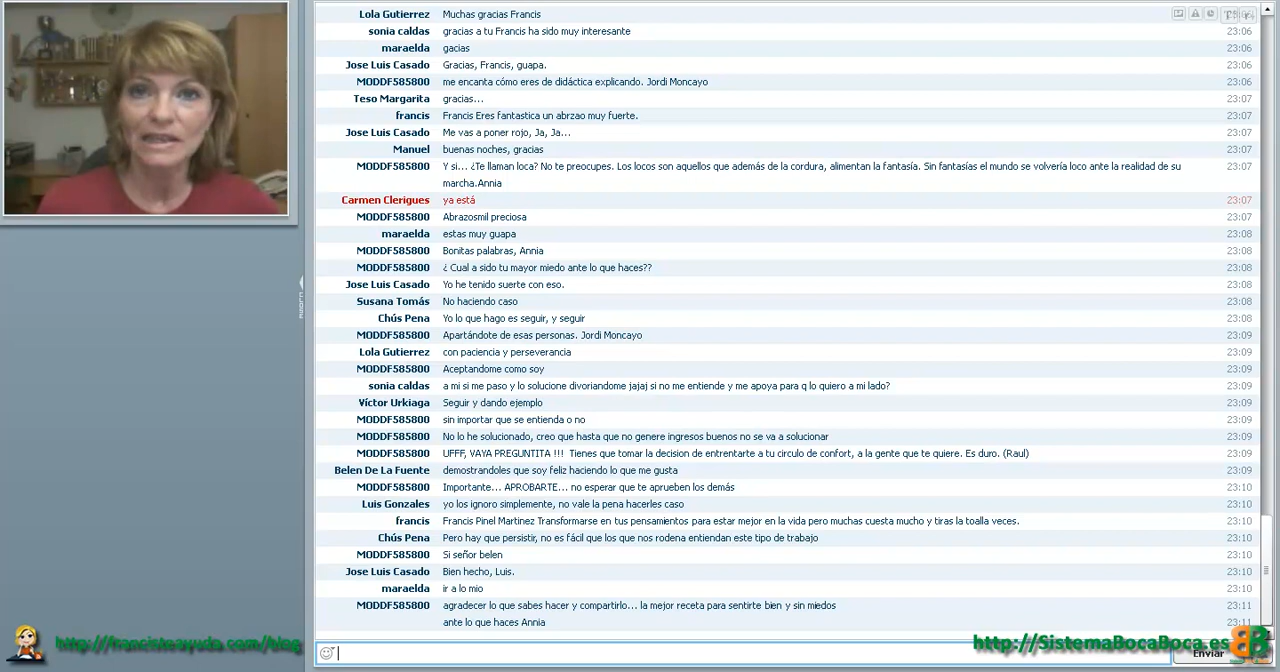 Lola Gutierrez Muchas gracias Francis
sonia caldas gracias a tu Francis ha sido muy interesante 23:06
maraelda gacias 23:06
Jose Luis Casado Gracias, Francis, guapa. 23:06
MODDF585800 me encanta cómo eres de didáctica explicando. Jordi Moncayo 23:06
Teso Margarita gracias... 23:07
francis Francis Eres fantastica un abrzao muy fuerte. 23:07
Jose Luis Casado Me vas a poner rojo, Ja, Ja... 23:07
Manuel buenas noches, gracias 23:07
MODDF585800 Y si... ¿Te llaman loca? No te preocupes. Los locos son aquellos que además de la cordura, alimentan la fantasía. Sin fantasías el mundo se volvería loco ante la realidad de su 23:07
marcha.Annia
Carmen Clerigues ya está 23:07
MODDF585800 Abrazosmil preciosa 23:07
maraelda estas muy guapa 23:08
MODDF585800 Bonitas palabras, Annia 23:08
MODDF585800 ¿ Cual a sido tu mayor miedo ante lo que haces?? 23:08
Jose Luis Casado Yo he tenido suerte con eso. 23:08
Susana Tomás No haciendo caso 23:08
Chús Pena Yo lo que hago es seguir, y seguir 23:08
MODDF585800 Apartándote de esas personas. Jordi Moncayo 23:09
Lola Gutierrez con paciencia y perseverancia 23:09
MODDF585800 Aceptandome como soy 23:09
sonia caldas a mi si me paso y lo solucione divoriandome jajaj si no me entiende y me apoya para q lo quiero a mi lado? 23:09
Víctor Urkiaga Seguir y dando ejemplo 23:09
MODDF585800 sin importar que se entienda o no 23:09
MODDF585800 No lo he solucionado, creo que hasta que no genere ingresos buenos no se va a solucionar 23:09
MODDF585800 UFFF, VAYA PREGUNTITA !!! Tienes que tomar la decision de entrentarte a tu circulo de confort, a la gente que te quiere. Es duro. (Raul) 23:09
Belen De La Fuente demostrandoles que soy feliz haciendo lo que me gusta 23:09
MODDF585800 Importante... APROBARTE... no esperar que te aprueben los demás 23:10
Luis Gonzales yo los ignoro simplemente, no vale la pena hacerles caso 23:10
francis Francis Pinel Martinez Transformarse en tus pensamientos para estar mejor en la vida pero muchas cuesta mucho y tiras la toalla veces. 23:10
Chús Pena Pero hay que persistir, no es fácil que los que nos rodena entiendan este tipo de trabajo 23:10
MODDF585800 Si señor belen 23:10
Jose Luis Casado Bien hecho, Luis. 23:10
maraelda ir a lo mio 23:10
MODDF585800 agradecer lo que sabes hacer y compartirlo... la mejor receta para sentirte bien y sin miedos 23:11
ante lo que haces Annia 23:11
http://francisteayuda.com/blog
http://SistemaBocaBoca.es
Enviar